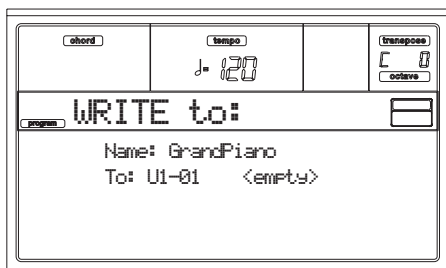 chord tempo transpose
♩= 120 C 0
octave
program WRITE to:
Name: GrandPiano
To: U1-01 <empty>